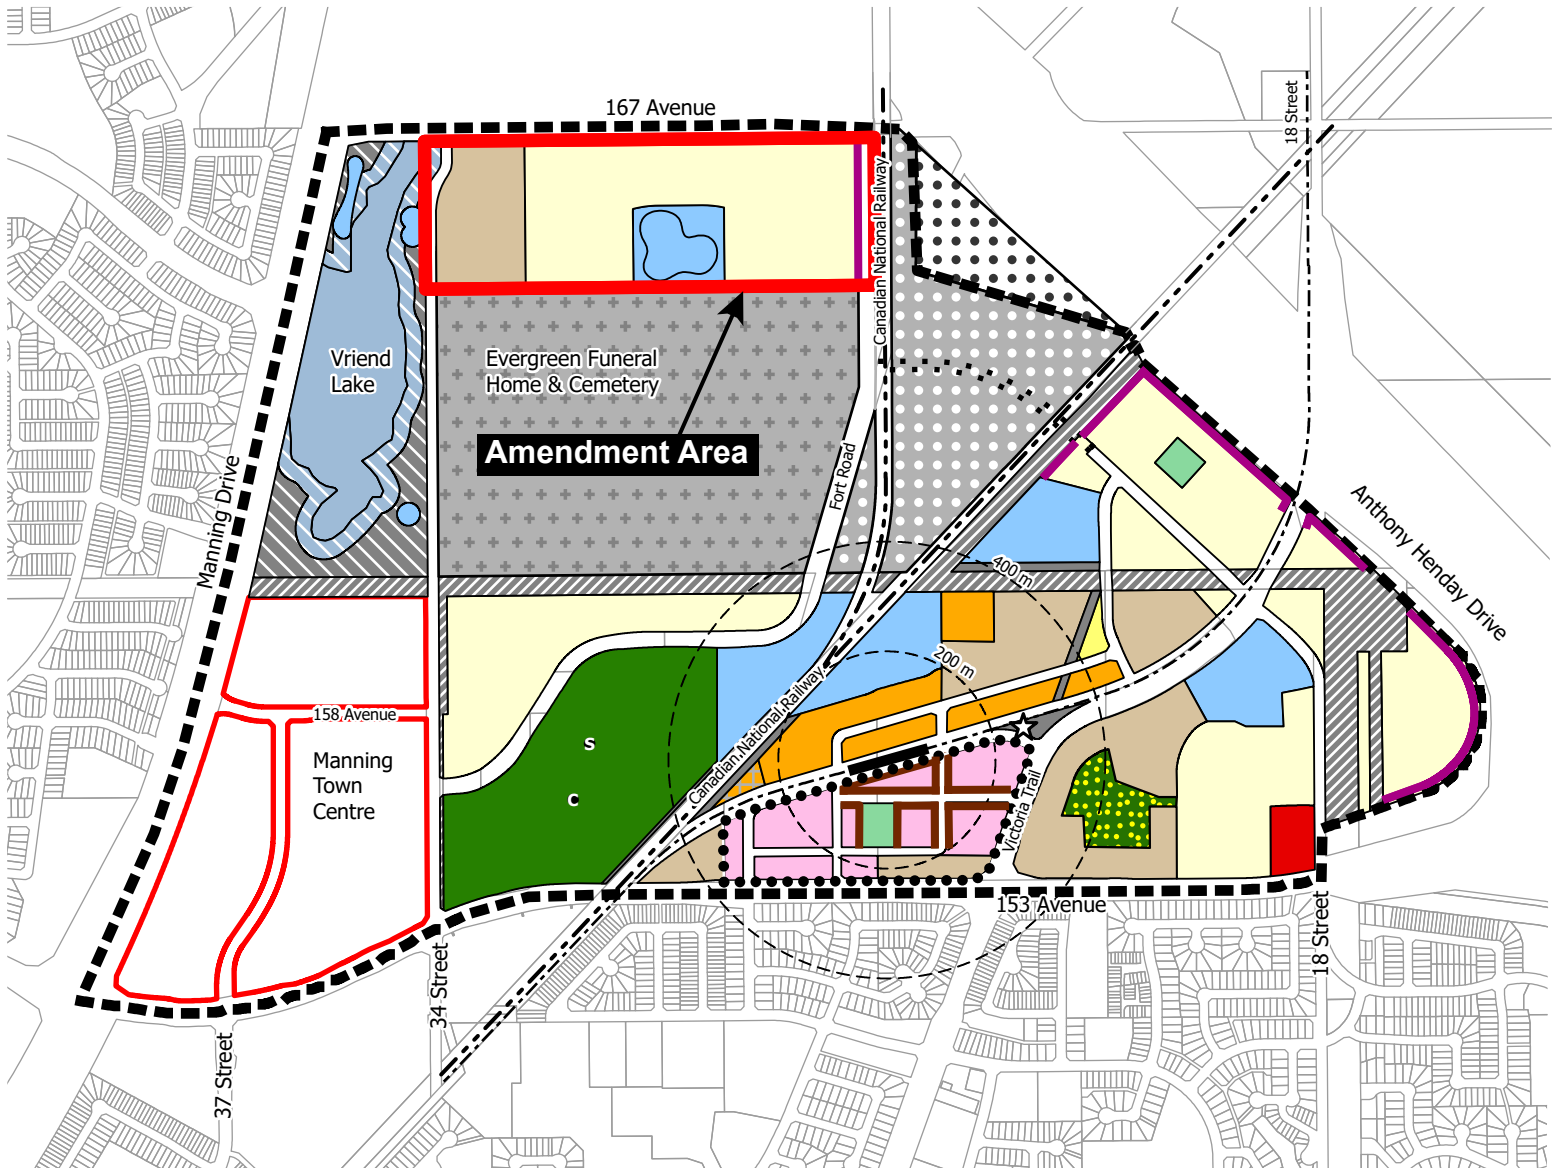 167 Avenue
18 Street
Canadian National Railway
Vriend
Lake
Evergreen Funeral
Home & Cemetery
Amendment Area
Fort Road
Manning Drive
Anthony Henday Drive
400 m
200 m
158 Avenue
Manning
Town
Centre
S
C
Canadian National Railway
Victoria Trail
153 Avenue
18 Street
34 Street
37 Street